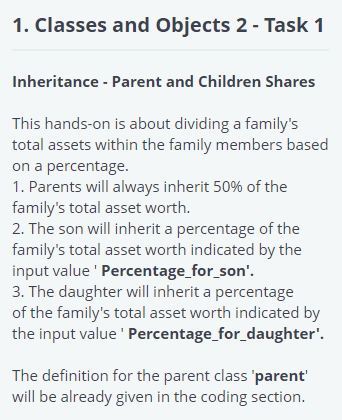 1. Classes and Objects 2 - Task 1
Inheritance - Parent and Children Shares
This hands-on is about dividing a family's
total assets within the family members based
on a percentage.
1. Parents will always inherit 50% of the
family's total asset worth.
2. The son will inherit a percentage of the
family's total asset worth indicated by the
input value ' Percentage_for_son'.
3. The daughter will inherit a percentage
of the family's total asset worth indicated by
the input value ' Percentage_for_daughter'.
The definition for the parent class 'parent'
will be already given in the coding section.